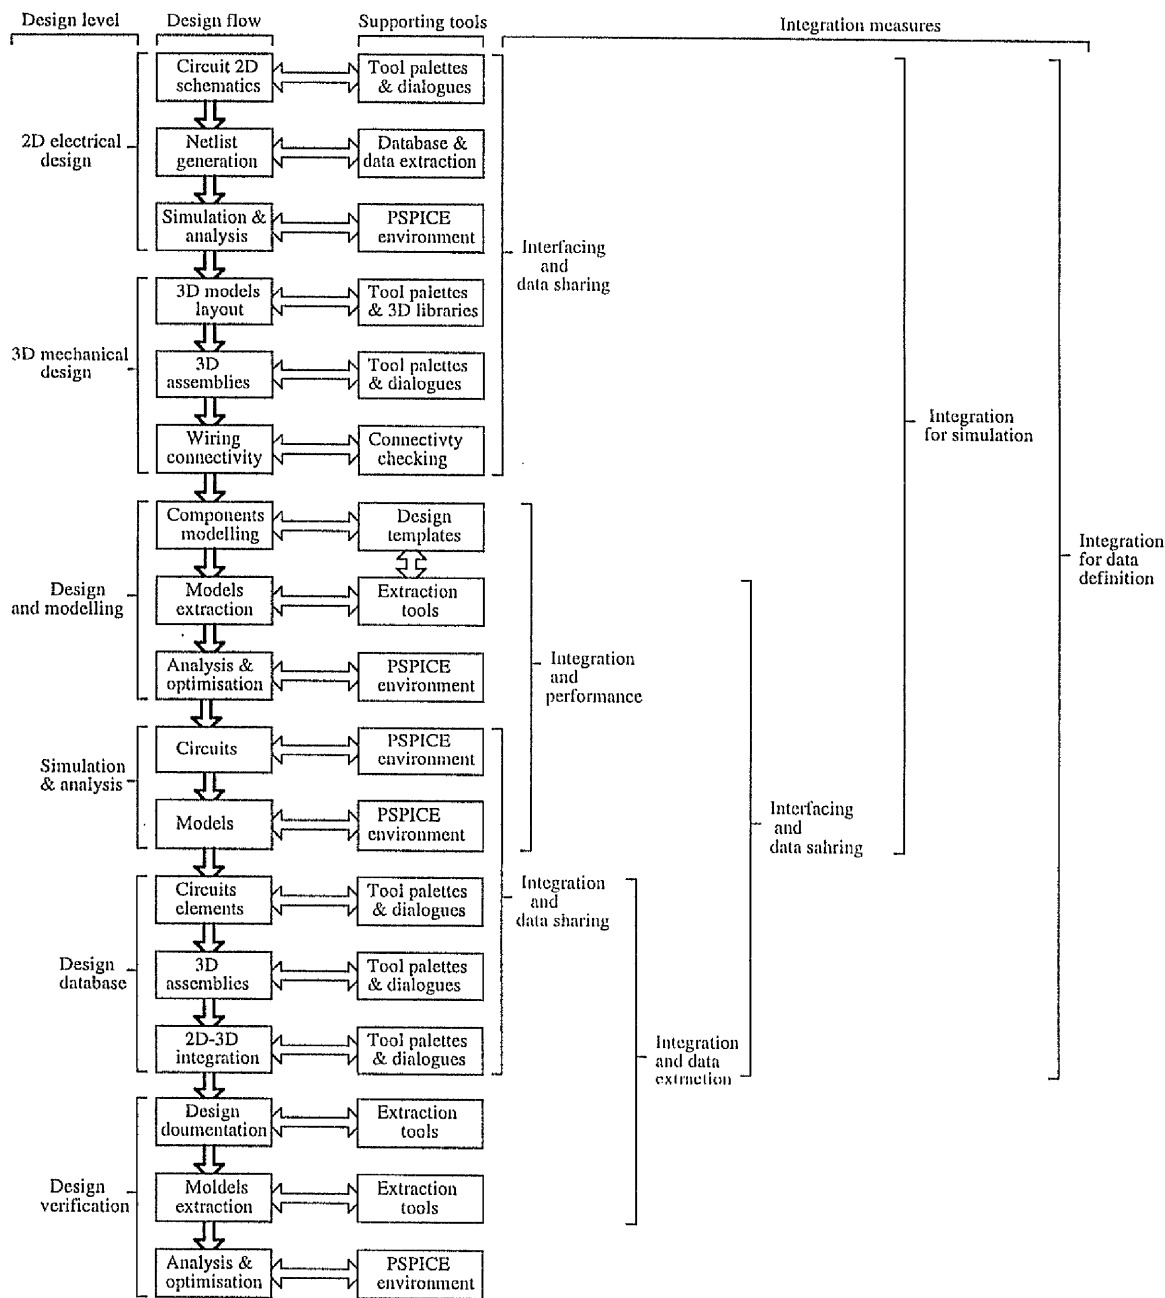 Design level
Design flow
Supporting tools
Integration measures
Circuit 2D
schematics
Tool palettes
& dialogues
2D electrical
design
Netlist
generation
Database &
data extraction
Simulation &
analysis
PSPICE
environment
Interfacing
and
data sharing
3D models
layout
Tool palettes
& 3D libraries
3D mechanical
design
3D
assemblies
Tool palettes
& dialogues
Integration
for simulation
Wiring
connectivity
Connectivty
checking
Components
modelling
Design
templates
Integration
for data
definition
Design
and modelling
Models
extraction
Extraction
tools
Analysis &
optimisation
PSPICE
environment
Integration
and
performance
Circuits
PSPICE
environment
Simulation
& analysis
Models
PSPICE
environment
Interfacing
and
data sahring
Circuits
elements
Tool palettes
& dialogues
Integration
and
data sharing
Design
database
3D
assemblies
Tool palettes
& dialogues
2D-3D
integration
Tool palettes
& dialogues
Integration
and data
extraction
Design
doumentation
Extraction
tools
Design
verification
Moldels
extraction
Extraction
tools
Analysis &
optimisation
PSPICE
environment